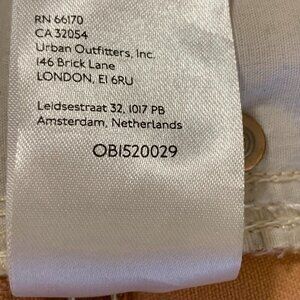 RN 66170
CA 32054
Urban Outfitters, Inc.
146 Brick Lane
LONDON, E1 6RU
Leidsestraat 32, 1017 PB
Amsterdam, Netherlands
OB1520029